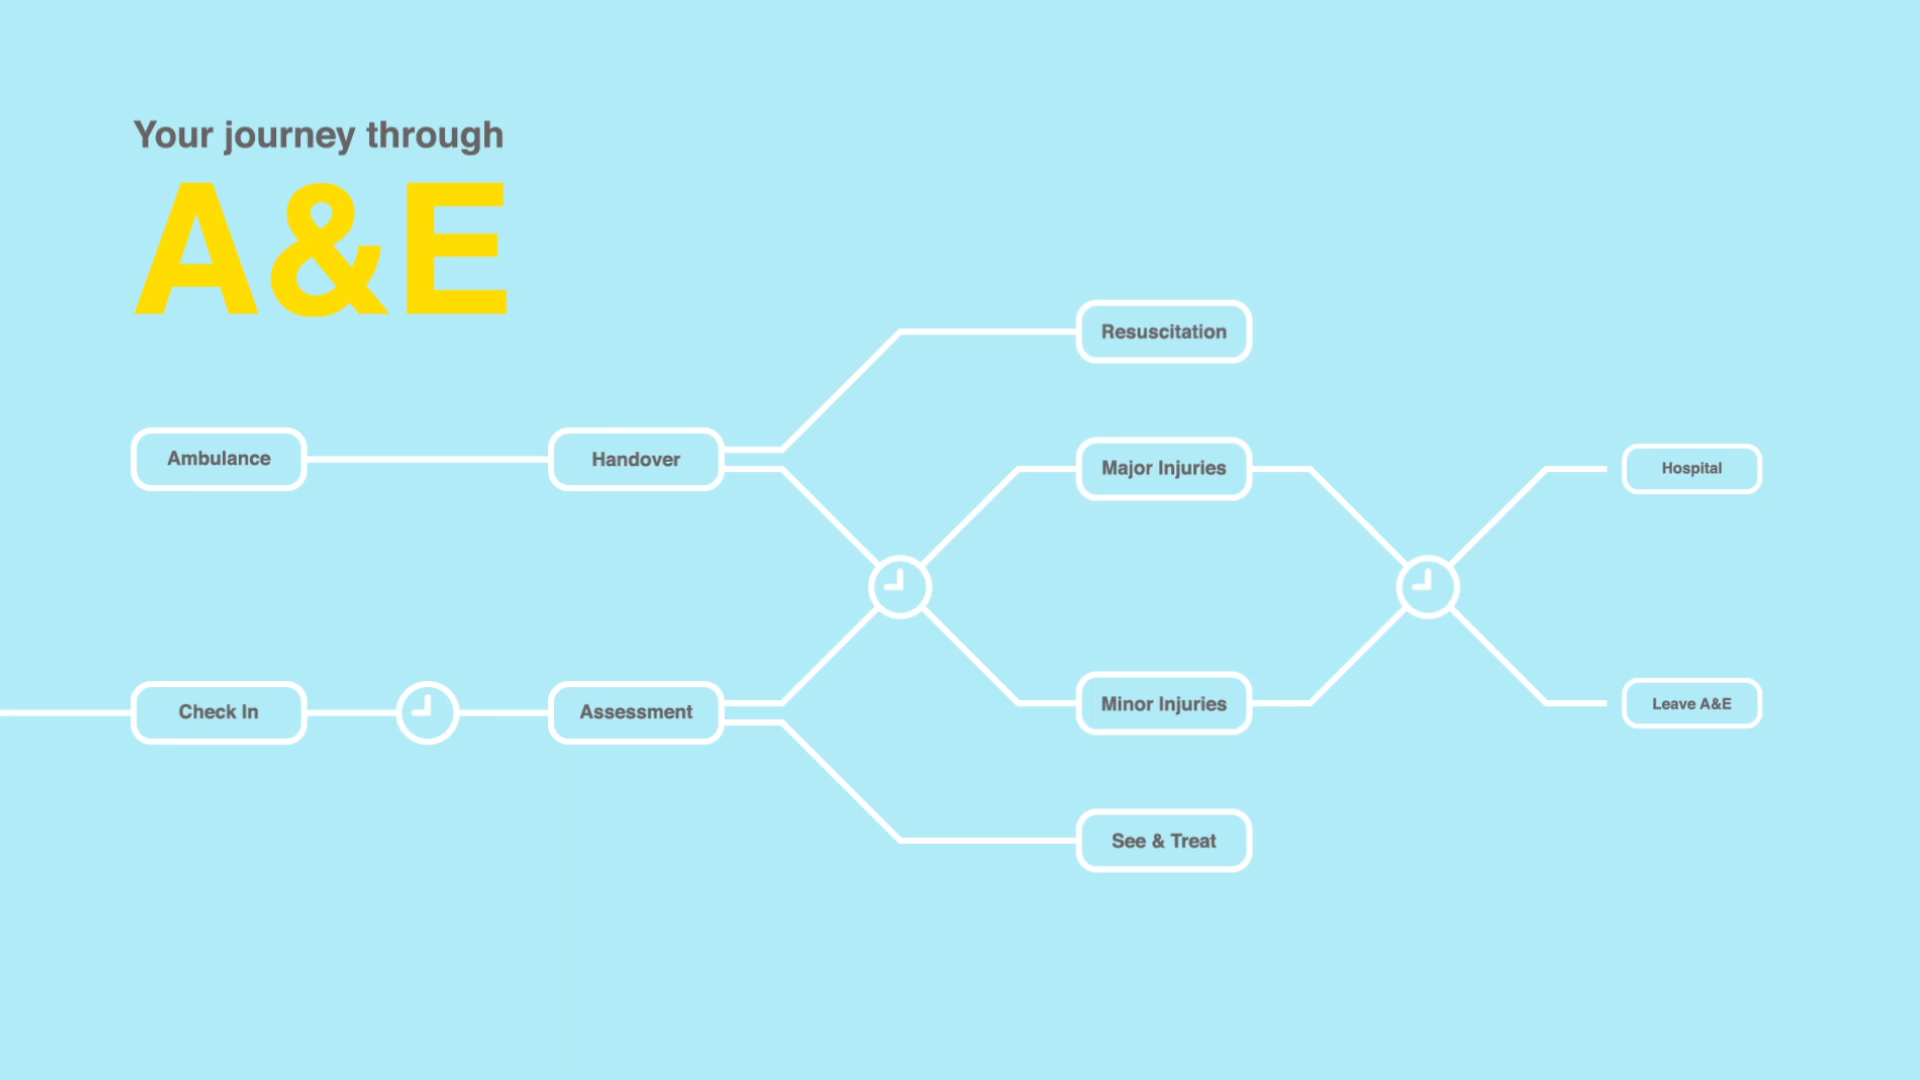 Your journey through
A&E
Resuscitation
Ambulance
Handover
Major Injuries
Hospital
Check In
Assessment
Minor Injuries
Leave A&E
See & Treat